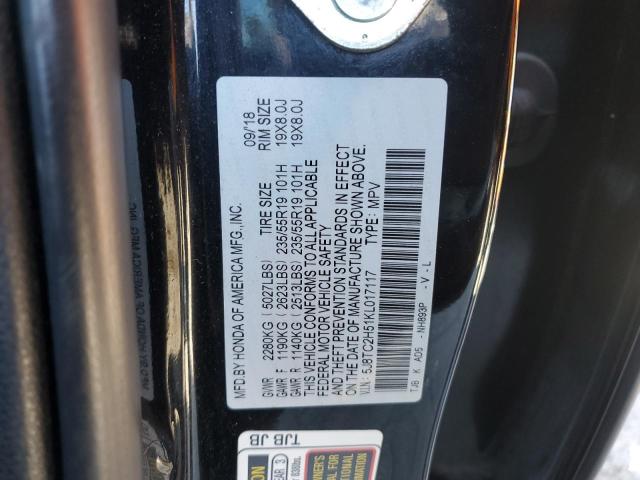 MFD.BY HONDA OF AMERICA MFG.,INC. 09/18
TIRE SIZE RIM SIZE
GVWR 2280KG (5027LBS)
GAWR F 1190KG (2623LBS) 235/55R19 101H 19X8.0J
GAWR R 1140KG (2513LBS) 235/55R19 101H 19X8.0J
THIS VEHICLE CONFORMS TO ALL APPLICABLE
FEDERAL MOTOR VEHICLE SAFETY
AND THEFT PREVENTION STANDARDS IN EFFECT
ON THE DATE OF MANUFACTURE SHOWN ABOVE.
V.I.N.: 5J8TC2H51KL017117 TYPE: MPV
TJB K A05 - NH893P - V - L
TJB JB